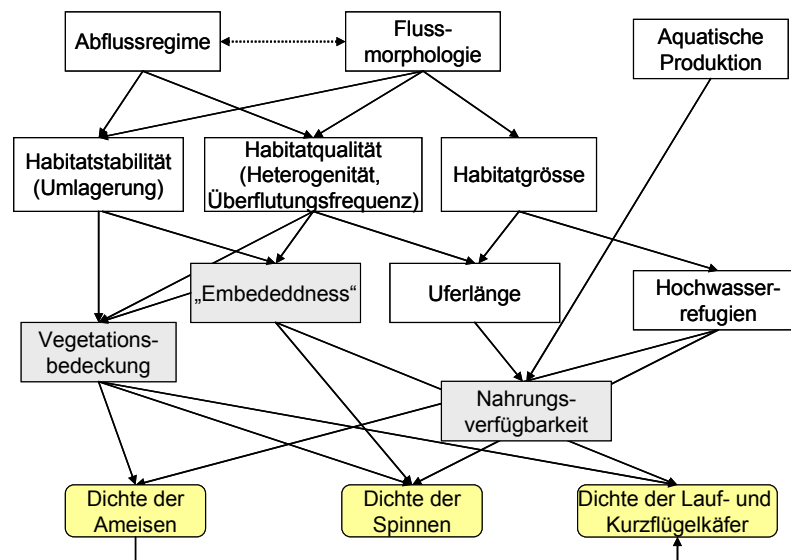 Abflussregime
Fluss-
morphologie
Aquatische
Produktion
Habitatstabilität
(Umlagerung)
Habitatqualität
(Heterogenität,
Überflutungsfrequenz)
Habitatgrösse
„Embededdness“
Uferlänge
Hochwasser-
refugien
Vegetations-
bedeckung
Nahrungs-
verfügbarkeit
Dichte der
Ameisen
Dichte der
Spinnen
Dichte der Lauf- und
Kurzflügelkäfer